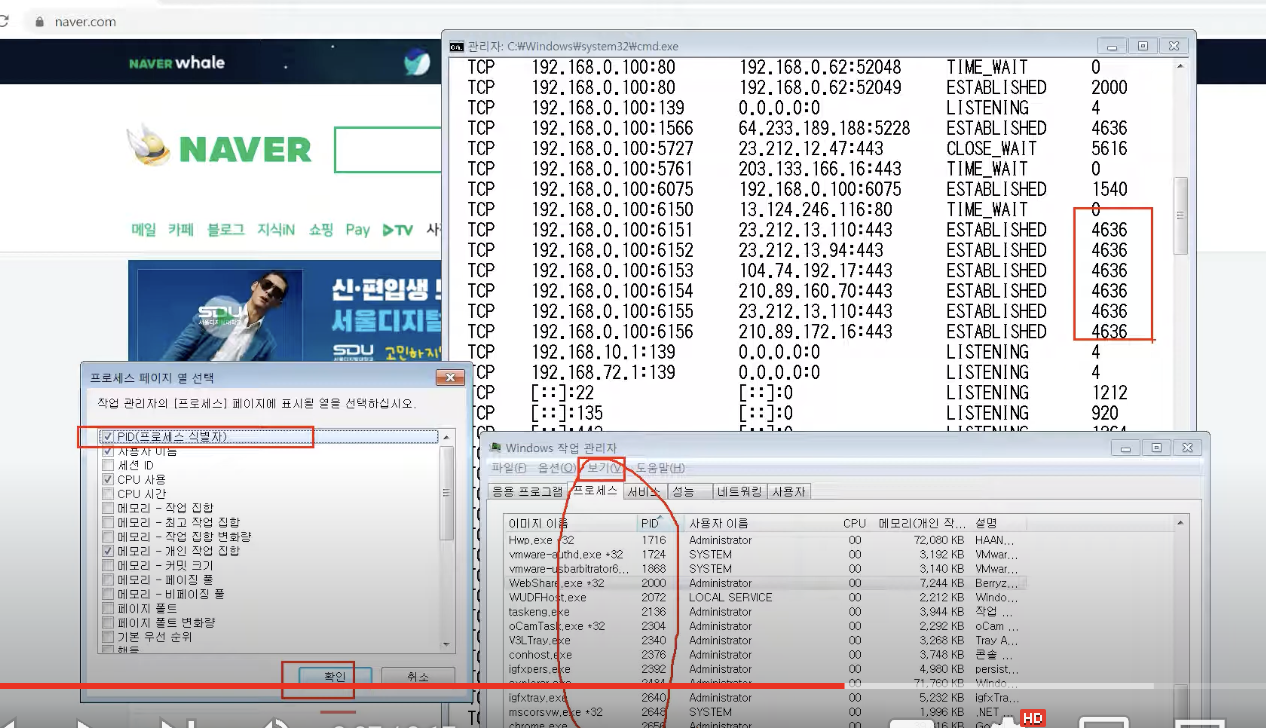 naver.com
NAVER whale
NAVER
메일 카페 블로그 지식iN 쇼핑 Pay TV
신·편입생
서울디지털
SDU
SDU 고민하지
관리자: C:₩Windows₩system32₩cmd.exe
TCP 192.168.0.100:80 192.168.0.62:52048 TIME_WAIT 0
TCP 192.168.0.100:80 192.168.0.62:52049 ESTABLISHED 2000
TCP 192.168.0.100:139 0.0.0.0:0 LISTENING 4
TCP 192.168.0.100:1566 64.233.189.188:5228 ESTABLISHED 4636
TCP 192.168.0.100:5727 23.212.12.47:443 CLOSE_WAIT 5616
TCP 192.168.0.100:5761 203.133.166.16:443 TIME_WAIT 0
TCP 192.168.0.100:6075 192.168.0.100:6075 ESTABLISHED 1540
TCP 192.168.0.100:6150 13.124.246.116:80 TIME_WAIT 0
TCP 192.168.0.100:6151 23.212.13.110:443 ESTABLISHED 4636
TCP 192.168.0.100:6152 23.212.13.94:443 ESTABLISHED 4636
TCP 192.168.0.100:6153 104.74.192.17:443 ESTABLISHED 4636
TCP 192.168.0.100:6154 210.89.160.70:443 ESTABLISHED 4636
TCP 192.168.0.100:6155 23.212.13.110:443 ESTABLISHED 4636
TCP 192.168.0.100:6156 210.89.172.16:443 ESTABLISHED 4636
TCP 192.168.10.1:139 0.0.0.0:0 LISTENING 4
TCP 192.168.72.1:139 0.0.0.0:0 LISTENING 4
TCP [::]:22 [::]:0 LISTENING 1212
TCP [::]:135 [::]:0 LISTENING 920
프로세스 페이지 열 선택
작업 관리자의 [프로세스] 페이지에 표시될 열을 선택하십시오.
PID(프로세스 식별자)
사용자 이름
세션 ID
CPU 사용
CPU 시간
메모리 - 작업 집합
메모리 - 최고 작업 집합
메모리 - 작업 집합 변화량
메모리 - 개인 작업 집합
메모리 - 커밋 크기
메모리 - 페이징 풀
메모리 - 비페이징 풀
페이지 폴트
페이지 폴트 변화량
기본 우선 순위
핸들
확인 취소
Windows 작업 관리자
파일(F) 옵션(O) 보기(V) 도움말(H)
응용 프로그램 프로세스 서비스 성능 네트워킹 사용자
이미지 이름 PID 사용자 이름 CPU 메모리(개인 작... 설명
Hwp.exe *32 1716 Administrator 00 72,080 KB HAAN...
vmware-authd.exe *32 1724 SYSTEM 00 3,192 KB VMwar...
vmware-usbarbitrator6... 1868 SYSTEM 00 3,140 KB VMwar...
WebShare.exe *32 2000 Administrator 00 7,244 KB Berryz...
WUDFHost.exe 2072 LOCAL SERVICE 00 2,212 KB Windo...
taskeng.exe 2136 Administrator 00 3,944 KB 작업 ...
oCamTask.exe *32 2304 Administrator 00 2,292 KB oCam ...
V3LTray.exe 2340 Administrator 00 3,268 KB Tray A...
conhost.exe 2376 Administrator 00 3,748 KB 콘솔 ...
igfxpers.exe 2392 Administrator 00 4,980 KB persist...
explorer.exe 2484 Administrator 00 71,760 KB Windo...
igfxtray.exe 2640 Administrator 00 5,232 KB igfxTra...
mscorsvw.exe *32 2648 SYSTEM 00 1,996 KB .NET ...
chrome.exe 2656 Administrator 00
HD